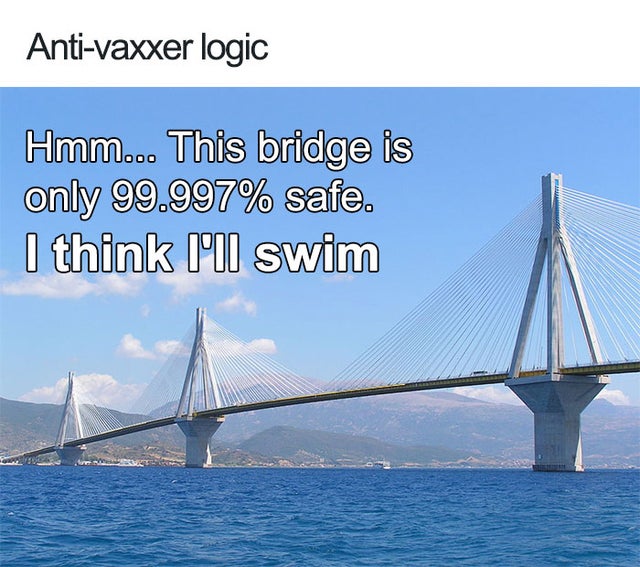 Anti-vaxxer logic
Hmm... This bridge is
only 99.997% safe.
I think I'll swim